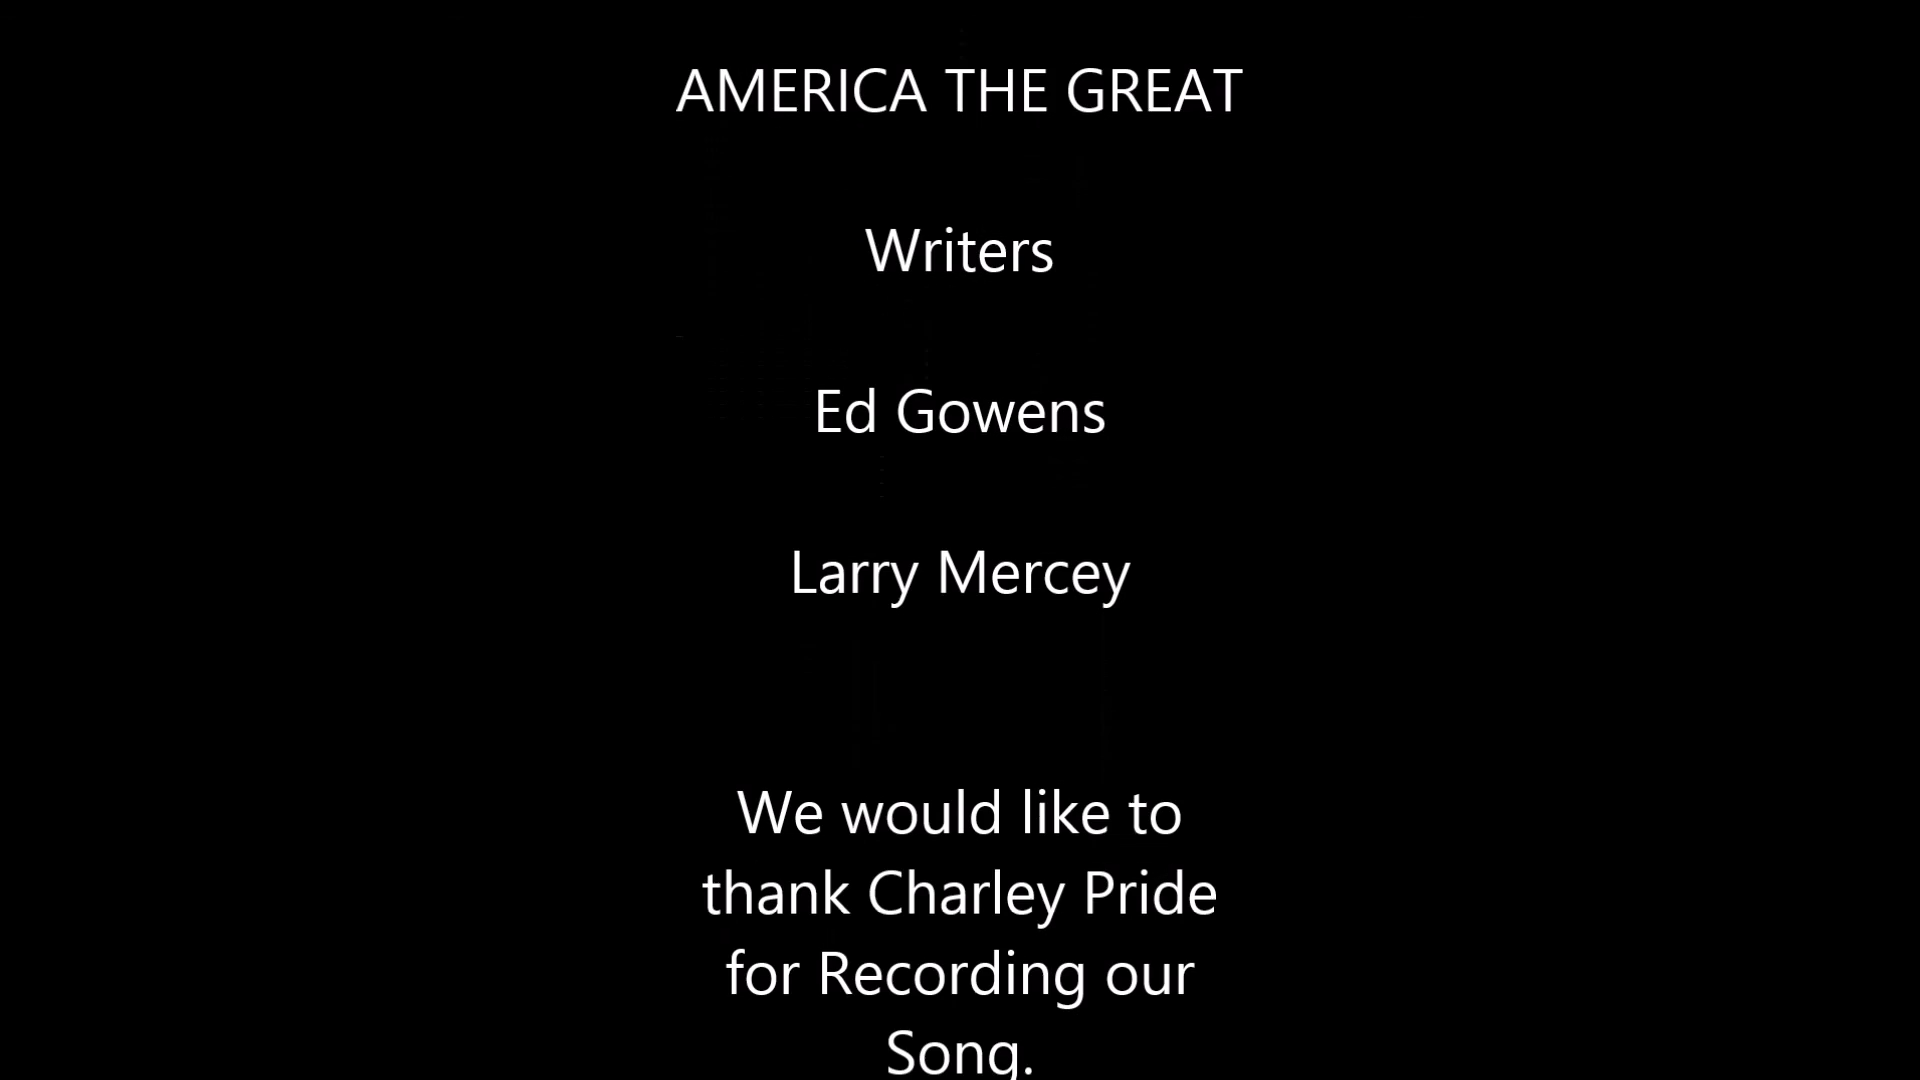 AMERICA THE GREAT
Writers
Ed Gowens
Larry Mercey
We would like to
thank Charley Pride
for Recording our
Song.